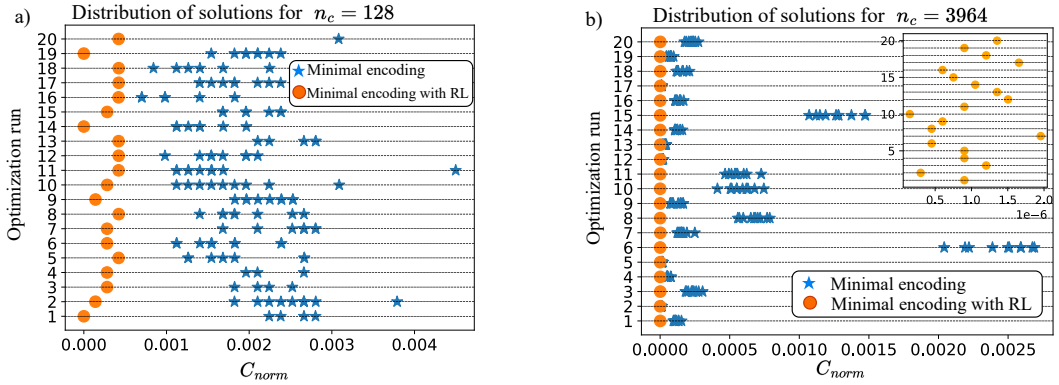 a)
Distribution of solutions for n_c = 128
Optimization run
20
19
18
17
16
15
14
13
12
11
10
9
8
7
6
5
4
3
2
1
Minimal encoding
Minimal encoding with RL
0.000 0.001 0.002 0.003 0.004
C_norm
b)
Distribution of solutions for n_c = 3964
Optimization run
20
19
18
17
16
15
14
13
12
11
10
9
8
7
6
5
4
3
2
1
20
15
10
5
0.5 1.0 1.5 2.0
1e-6
Minimal encoding
Minimal encoding with RL
0.0000 0.0005 0.0010 0.0015 0.0020 0.0025
C_norm